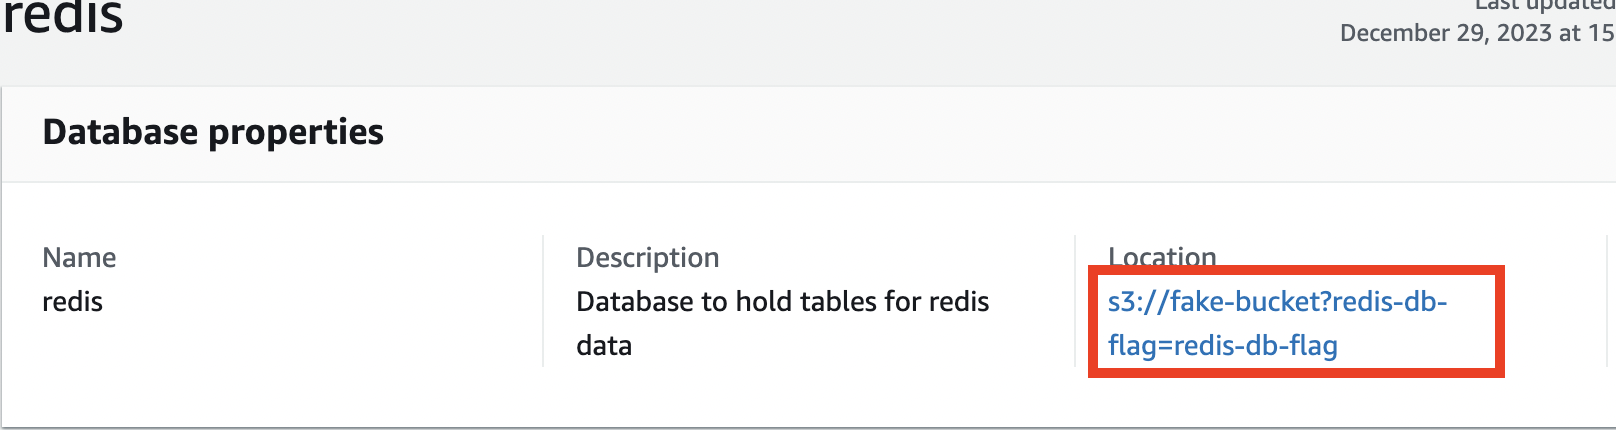 redis
Last updated
December 29, 2023 at 15
Database properties
Name
redis
Description
Database to hold tables for redis
data
Location
s3://fake-bucket?redis-db-
flag=redis-db-flag